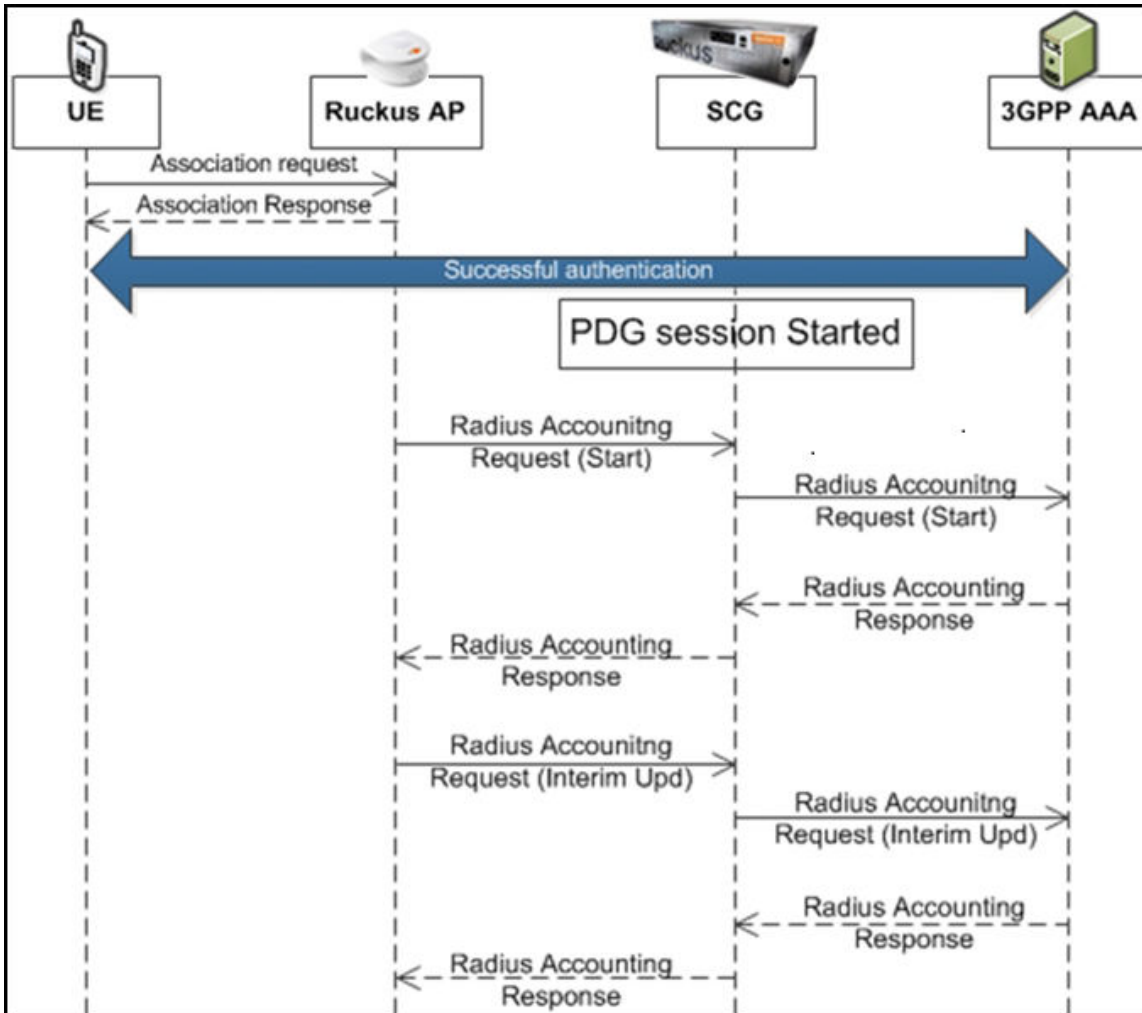 UE
Ruckus AP
SCG
3GPP AAA
ruckus
Association request
Association Response
Successful authentication
PDG session Started
Radius Accounitng
Request (Start)
Radius Accounitng
Request (Start)
Radius Accounting
Response
Radius Accounting
Response
Radius Accounitng
Request (Interim Upd)
Radius Accounitng
Request (Interim Upd)
Radius Accounting
Response
Radius Accounting
Response